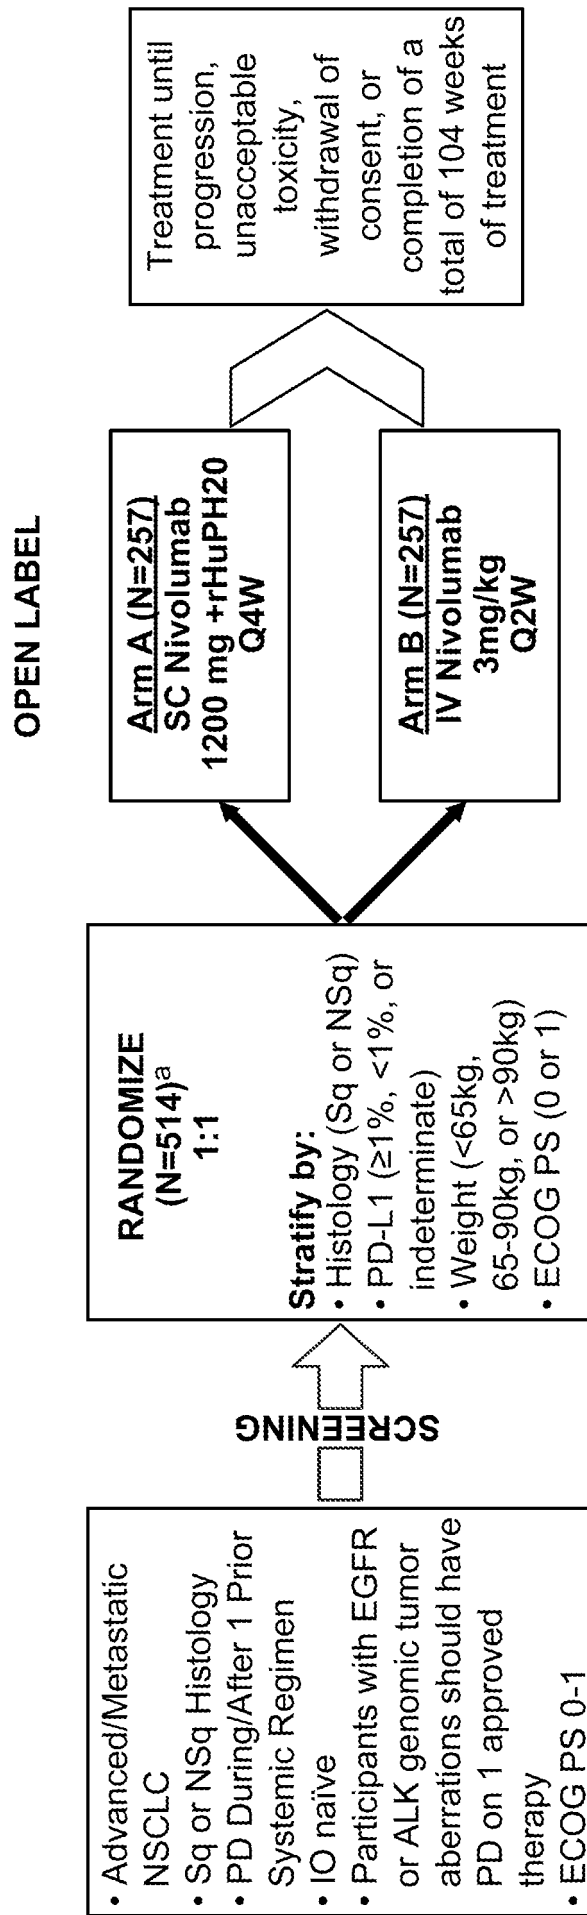 OPEN LABEL
• Advanced/Metastatic
NSCLC
• Sq or NSq Histology
• PD During/After 1 Prior
Systemic Regimen
• IO naïve
• Participants with EGFR
or ALK genomic tumor
aberrations should have
PD on 1 approved
therapy
• ECOG PS 0-1
SCREENING
RANDOMIZE
(N=514)ᵃ
1:1
Stratify by:
• Histology (Sq or NSq)
• PD-L1 (≥1%, <1%, or
indeterminate)
• Weight (<65kg,
65-90kg, or >90kg)
• ECOG PS (0 or 1)
Arm A (N=257)
SC Nivolumab
1200 mg +rHuPH20
Q4W
Arm B (N=257)
IV Nivolumab
3mg/kg
Q2W
Treatment until
progression,
unacceptable
toxicity,
withdrawal of
consent, or
completion of a
total of 104 weeks
of treatment